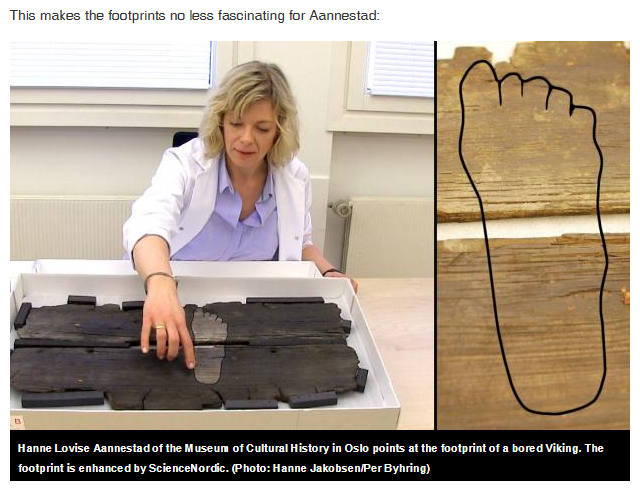 This makes the footprints no less fascinating for Aannestad:
B
Hanne Lovise Aannestad of the Museum of Cultural History in Oslo points at the footprint of a bored Viking. The
footprint is enhanced by ScienceNordic. (Photo: Hanne Jakobsen/Per Byhring)